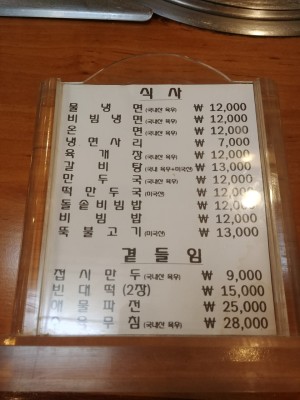 식 사
물 냉 면 (국내산 육우) ₩ 12,000
비 빔 냉 면 (국내산 육우) ₩ 12,000
온 면 (국내산 육우) ₩ 12,000
냉 면 사 리 ₩ 7,000
육 개 장 (국내산 육우) ₩ 12,000
갈 비 탕 (국내 육우+미국산) ₩ 13,000
만 두 국 (국내산 육우) ₩ 12,000
떡 만 두 국 (미국산) ₩ 12,000
돌 솥 비 빔 밥 ₩ 12,000
비 빔 밥 ₩ 12,000
뚝 불 고 기 (미국산) ₩ 13,000
곁 들 임
접 시 만 두 (국내산 육우) ₩ 9,000
빈 대 떡 (2장) ₩ 15,000
해 물 파 전 ₩ 25,000
무 침 (국내산 육우) ₩ 28,000